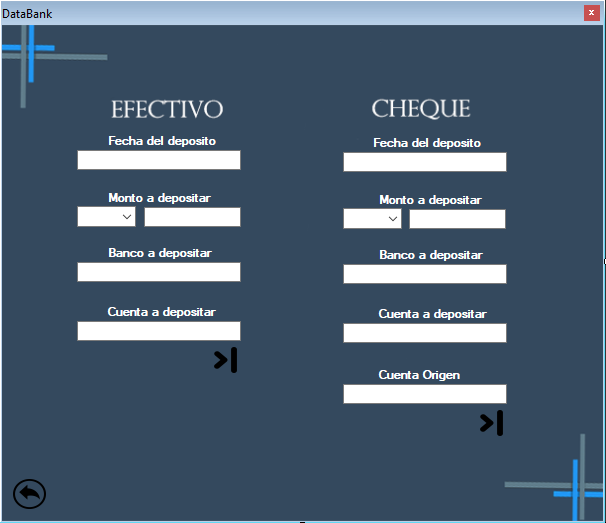 DataBank
x
EFECTIVO
Fecha del deposito
Monto a depositar
Banco a depositar
Cuenta a depositar
CHEQUE
Fecha del deposito
Monto a depositar
Banco a depositar
Cuenta a depositar
Cuenta Origen